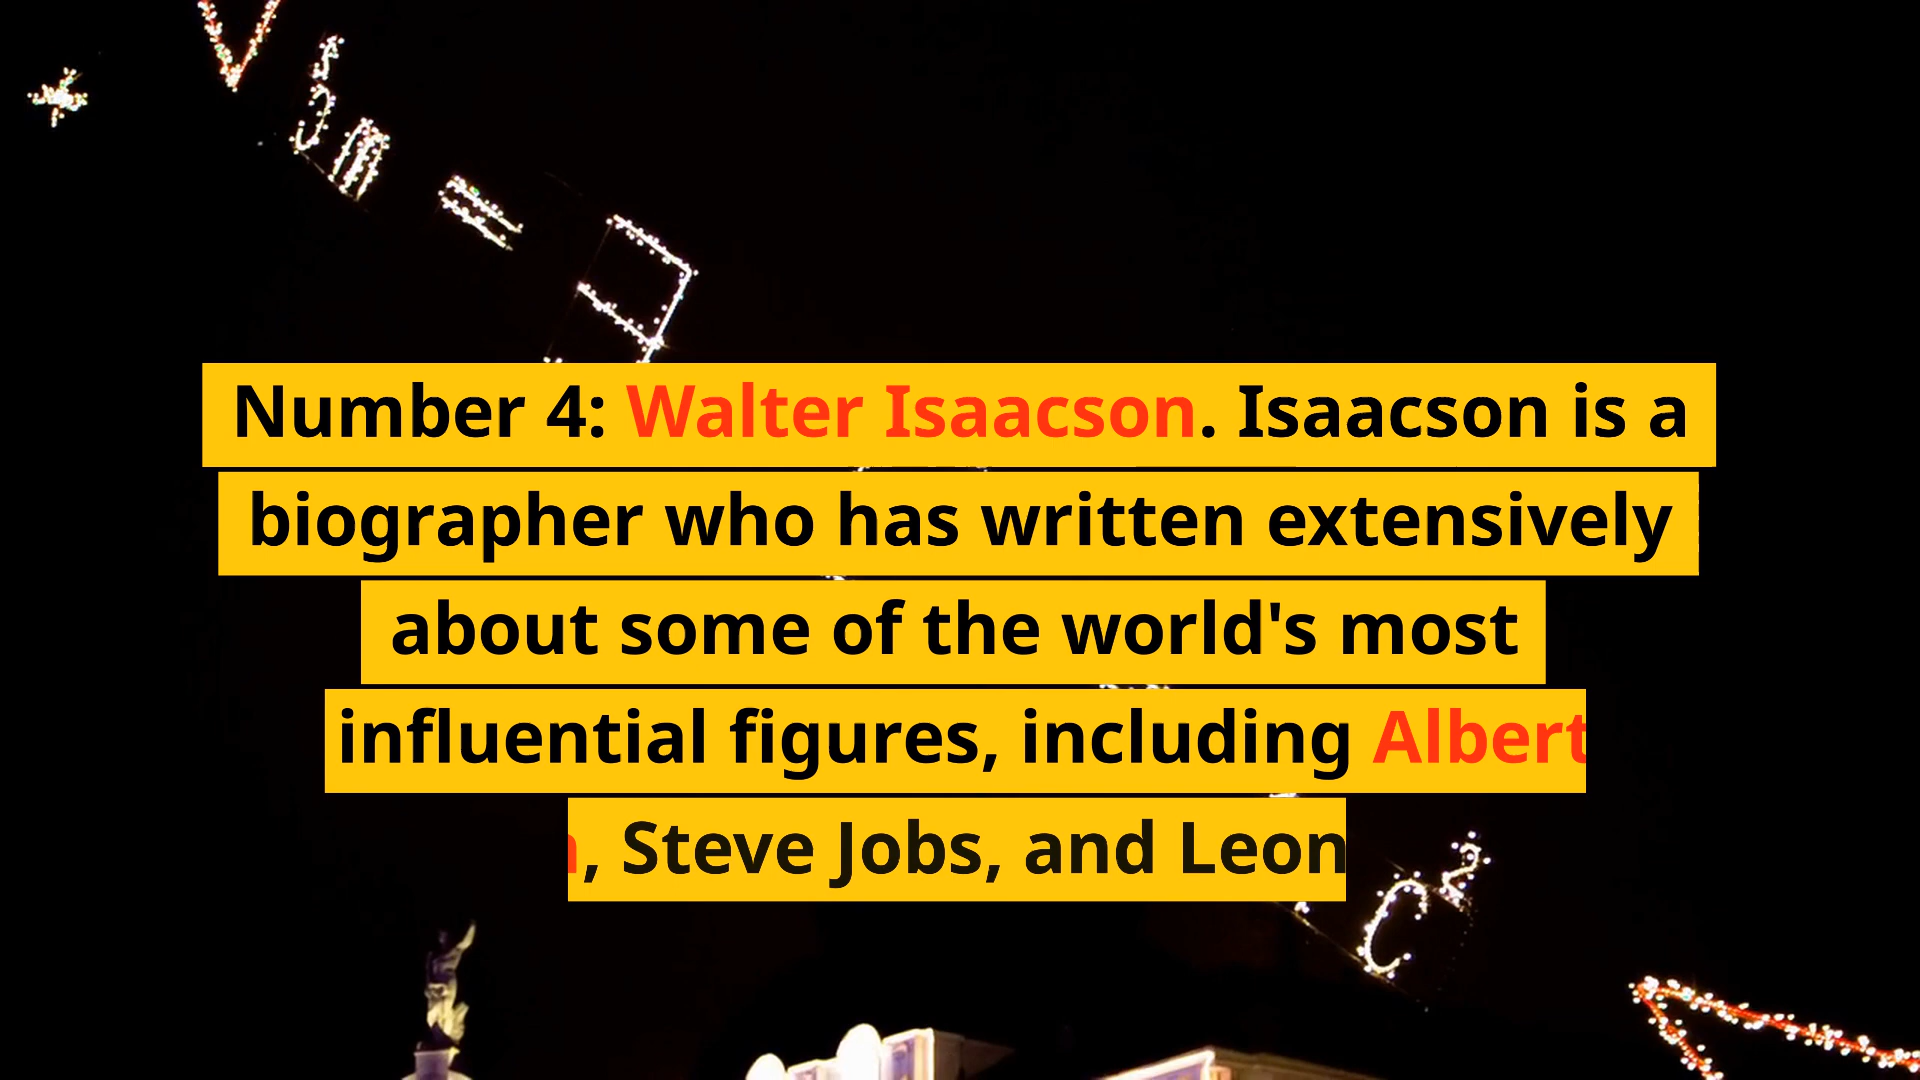 Number 4: Walter Isaacson. Isaacson is a
biographer who has written extensively
about some of the world's most
influential figures, including Albert
, Steve Jobs, and Leon
c²